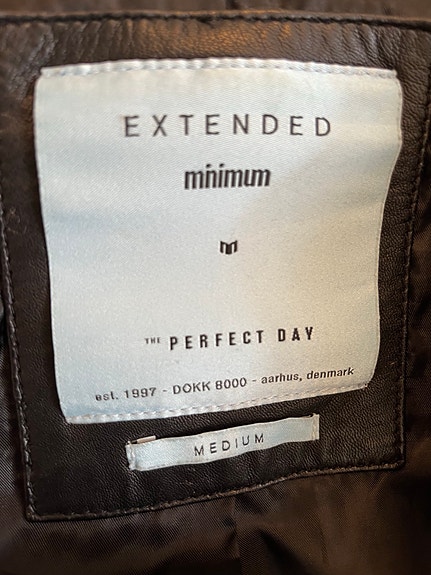 EXTENDED
minimum
THE PERFECT DAY
est. 1997 - DOKK 8000 - aarhus, denmark
MEDIUM